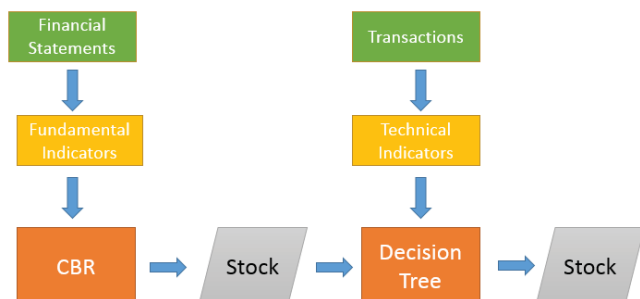 Financial
Statements
Transactions
Fundamental
Indicators
Technical
Indicators
CBR
Stock
Decision
Tree
Stock